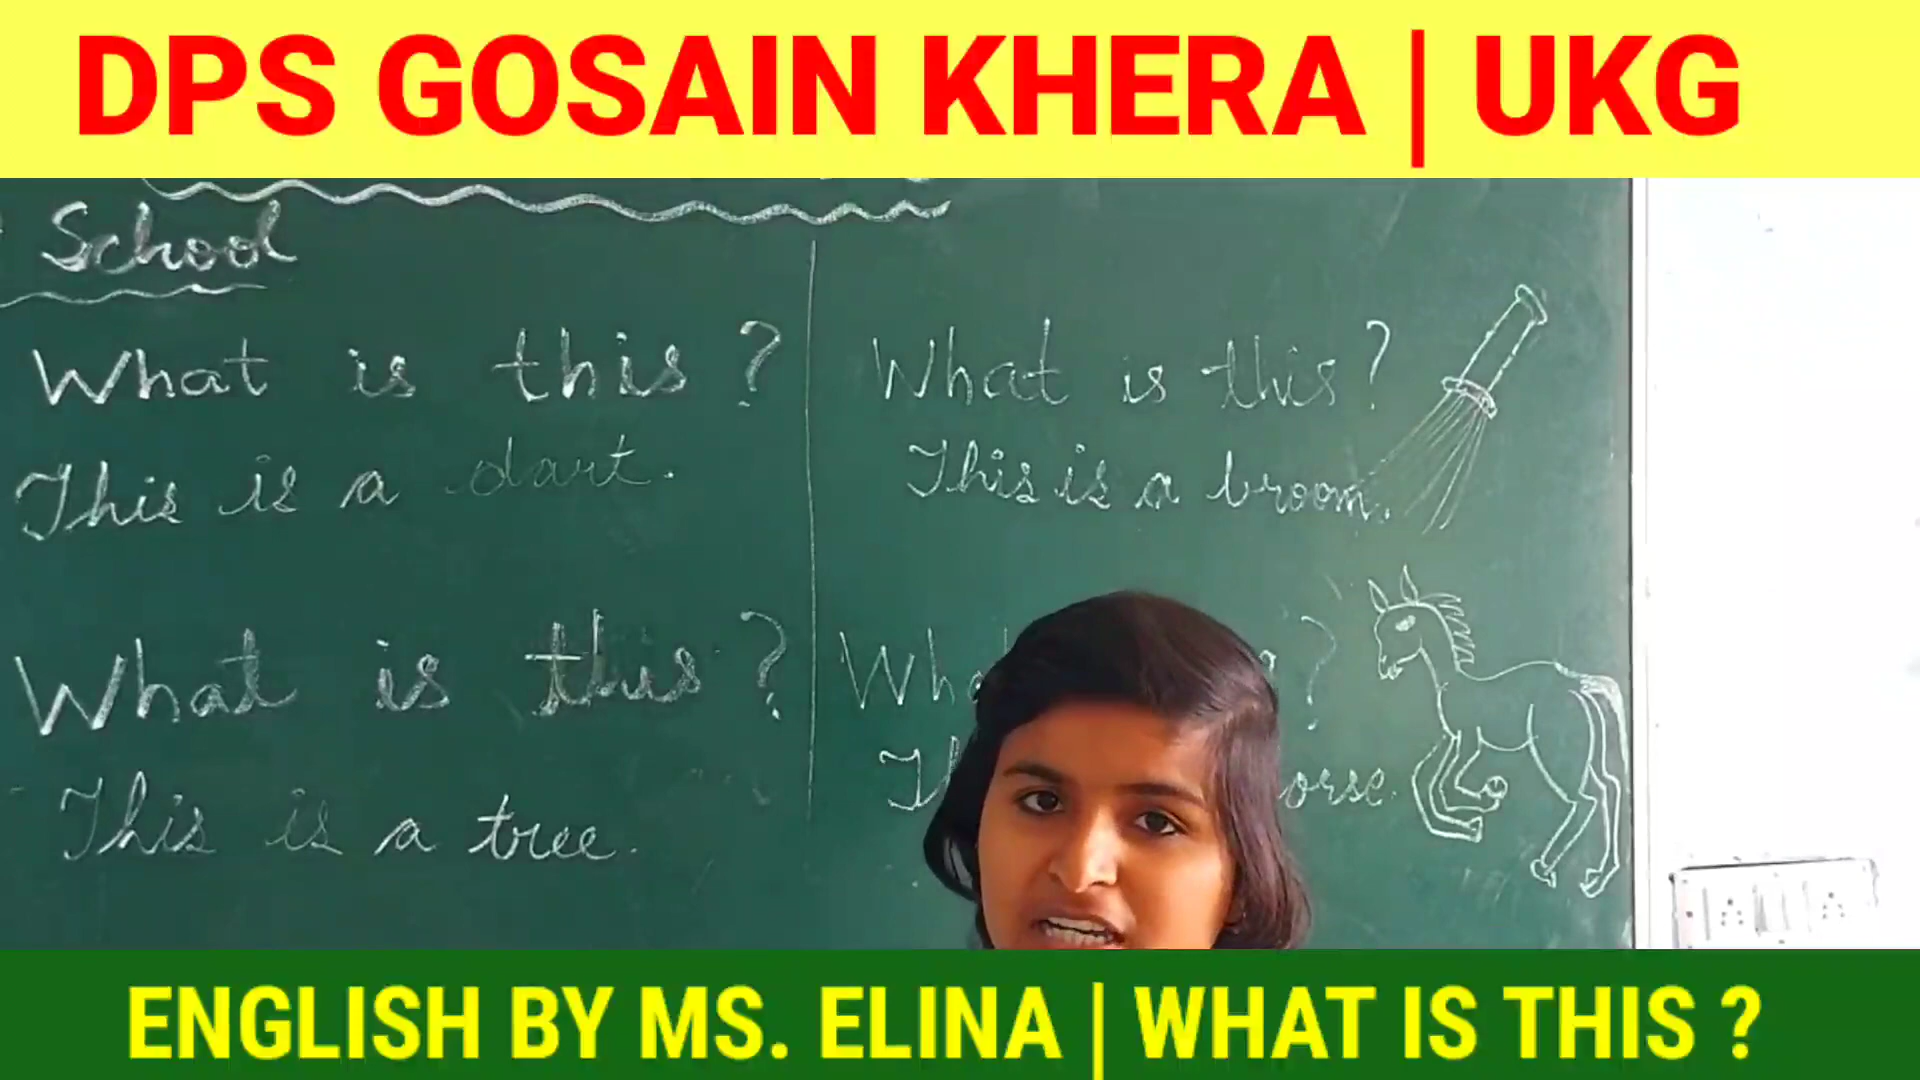 DPS GOSAIN KHERA | UKG
School
What is this ?
This is a dart.
What is this ?
This is a tree.
What is this ?
This is a broom.
?
ENGLISH BY MS. ELINA | WHAT IS THIS ?